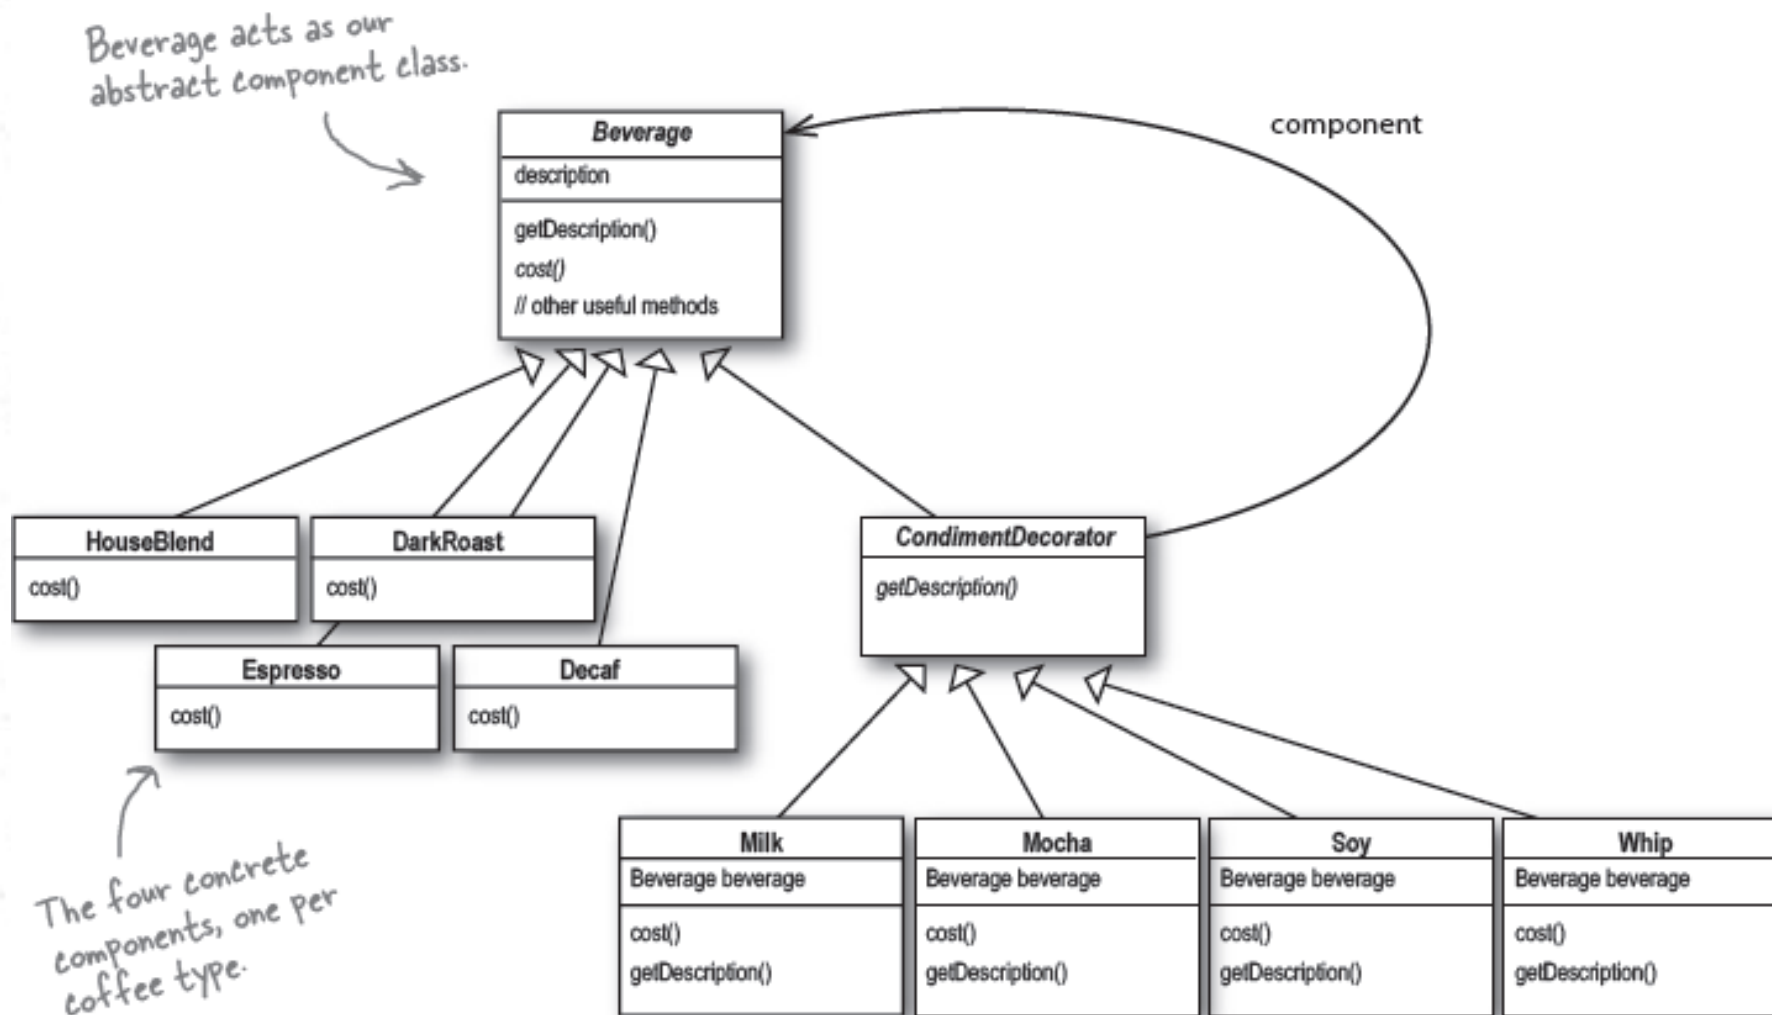 Beverage acts as our
abstract component class.
component
Beverage
description
getDescription()
cost()
// other useful methods
HouseBlend
cost()
DarkRoast
cost()
CondimentDecorator
getDescription()
Espresso
cost()
Decaf
cost()
The four concrete
components, one per
coffee type.
Milk
Beverage beverage
cost()
getDescription()
Mocha
Beverage beverage
cost()
getDescription()
Soy
Beverage beverage
cost()
getDescription()
Whip
Beverage beverage
cost()
getDescription()